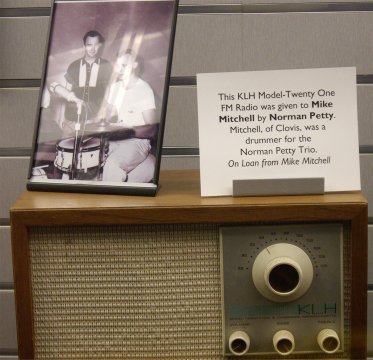 This KLH Model-Twenty One
FM Radio was given to Mike
Mitchell by Norman Petty.
Mitchell, of Clovis, was a
drummer for the
Norman Petty Trio.
On Loan from Mike Mitchell
KLH
VOLUME